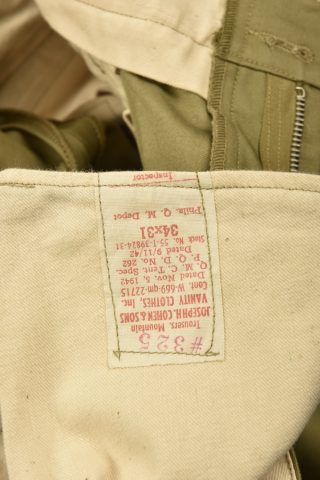 #325
Trousers, Mountain
JOSEPH H. COHEN & SONS
VANITY CLOTHES, Inc.
Cont. W-669-qm-22715
Dated Nov. 5, 1942
Q. M. C. Tent. Spec.
P. Q. D. No. 262
Dated 9/11/42
Stock No. 55-T-39824-31
34x31
Phila. Q. M. Depot
Inspector